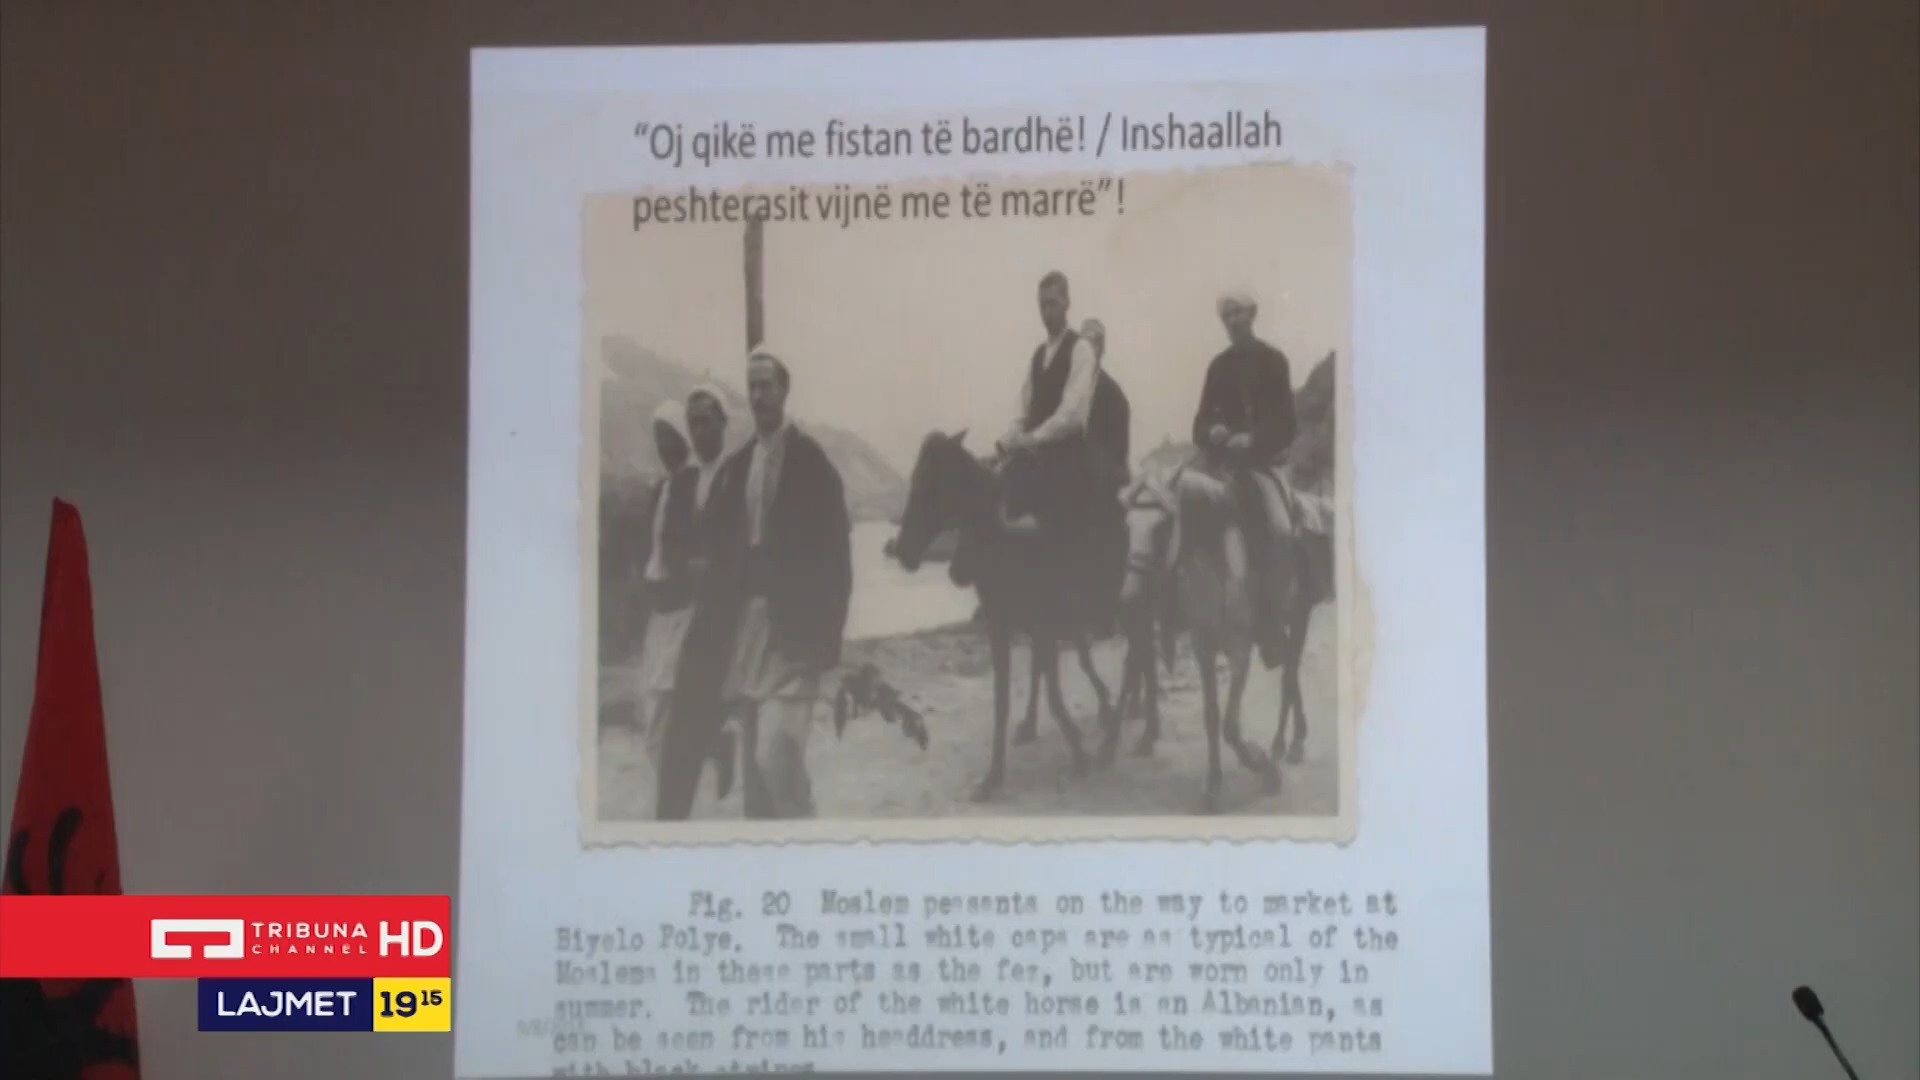 “Oj qikë me fistan të bardhë! / Inshaallah
peshterasit vijnë me të marrë”!
Fig. 20 Moslem peasants on the way to market at
Biyelo Polye. The small white caps are as typical of the
Moslems in these parts as the fez, but are worn only in
summer. The rider of the white horse is an Albanian, as
can be seen from his headdress, and from the white pants
with black stripes
TRIBUNA
CHANNEL
HD
LAJMET 19 15